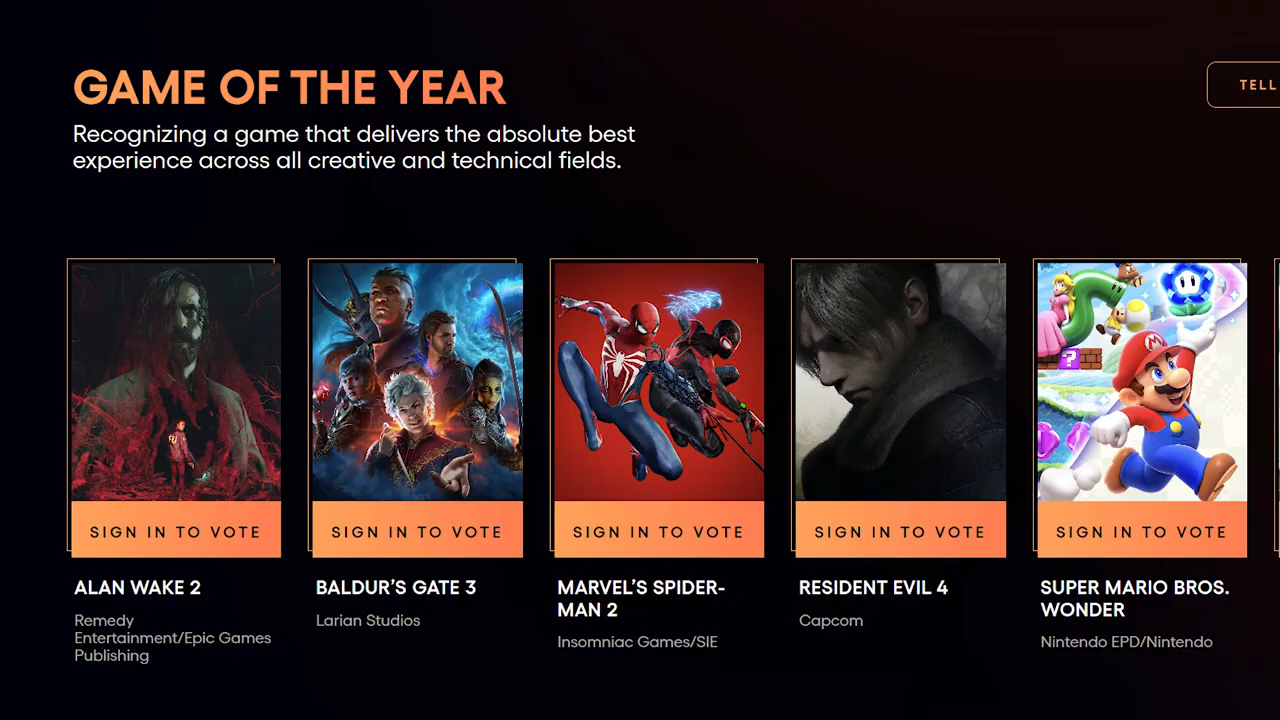 GAME OF THE YEAR
TELL
Recognizing a game that delivers the absolute best
experience across all creative and technical fields.
?
M
SIGN IN TO VOTE
SIGN IN TO VOTE
SIGN IN TO VOTE
SIGN IN TO VOTE
SIGN IN TO VOTE
ALAN WAKE 2
Remedy
Entertainment/Epic Games
Publishing
BALDUR’S GATE 3
Larian Studios
MARVEL’S SPIDER-
MAN 2
Insomniac Games/SIE
RESIDENT EVIL 4
Capcom
SUPER MARIO BROS.
WONDER
Nintendo EPD/Nintendo